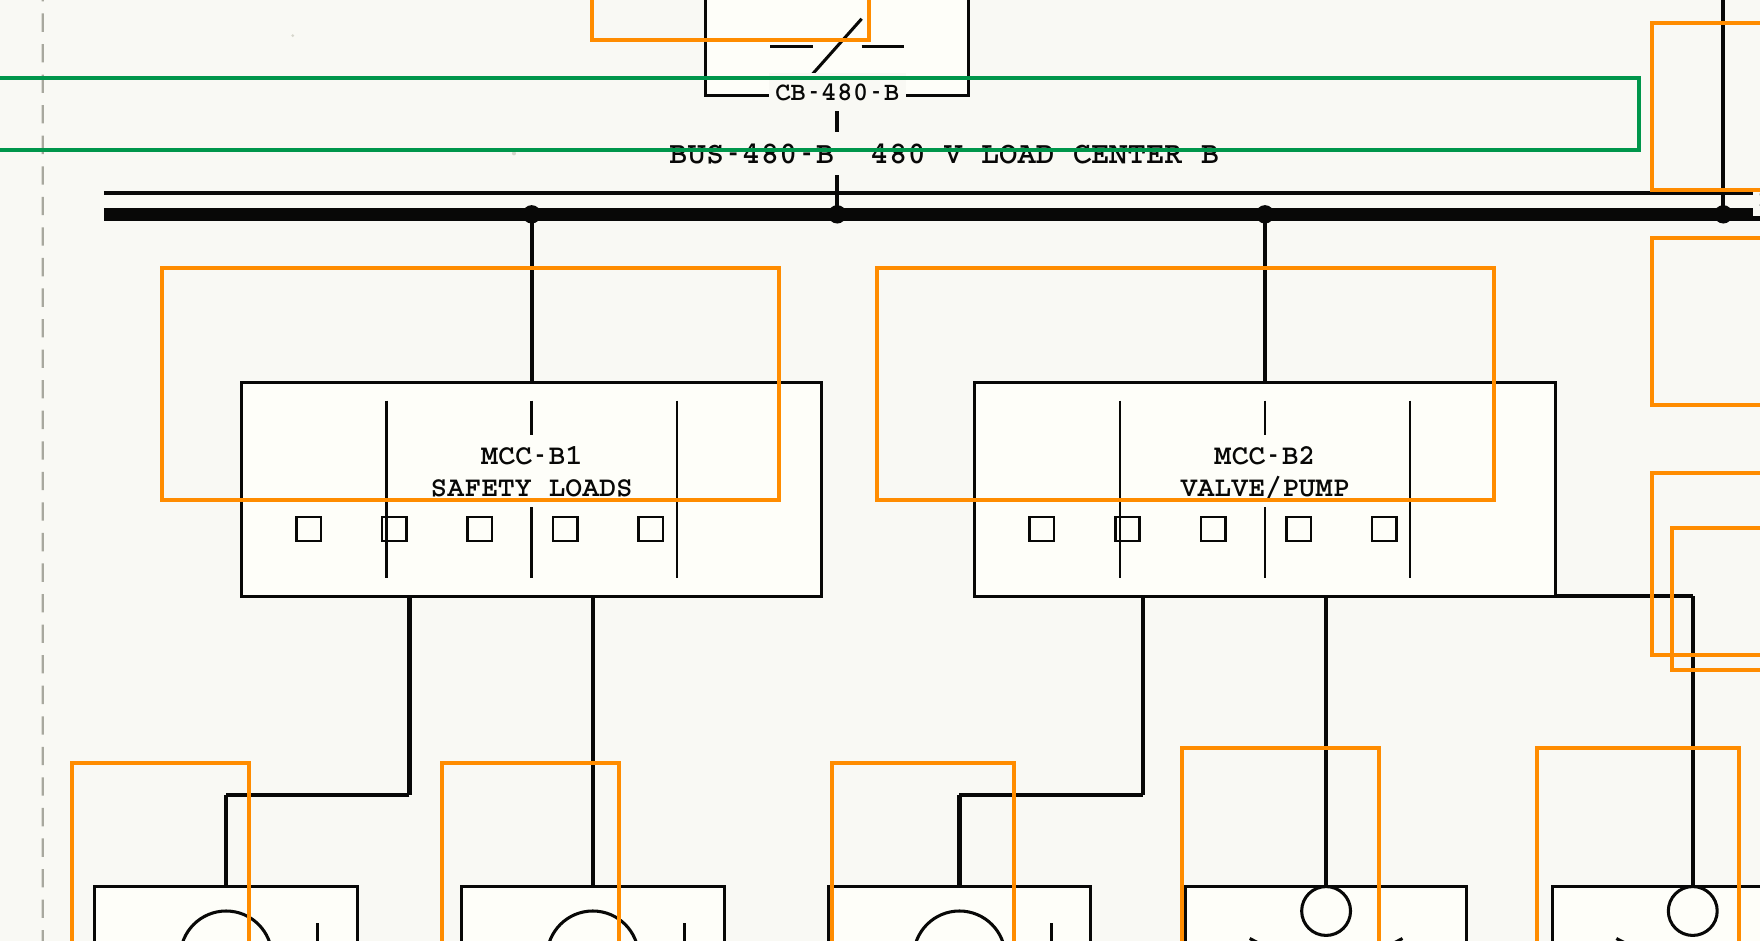 CB-480-B
BUS-480-B  480 V LOAD CENTER B
MCC-B1
SAFETY LOADS
MCC-B2
VALVE/PUMP